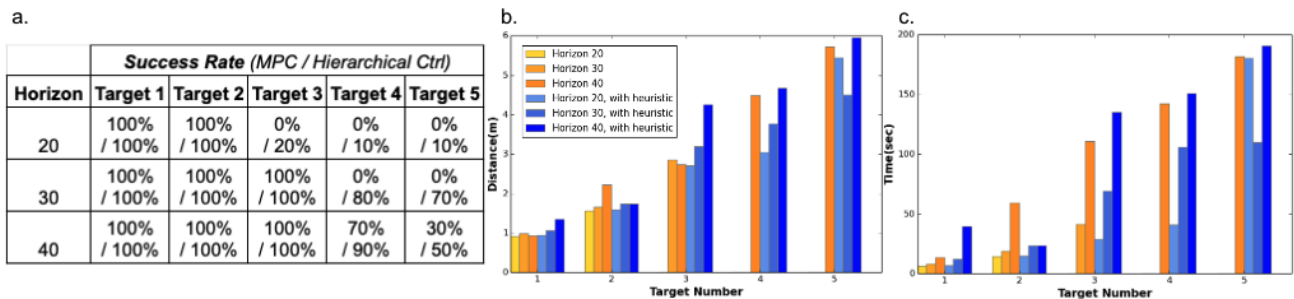 a.
Success Rate (MPC / Hierarchical Ctrl)
Horizon Target 1 Target 2 Target 3 Target 4 Target 5
20 100% / 100% 100% / 100% 0% / 20% 0% / 10% 0% / 10%
30 100% / 100% 100% / 100% 100% / 100% 0% / 80% 0% / 70%
40 100% / 100% 100% / 100% 100% / 100% 70% / 90% 30% / 50%
b.
Distance(m)
6
5
4
3
2
1
0
Horizon 20
Horizon 30
Horizon 40
Horizon 20, with heuristic
Horizon 30, with heuristic
Horizon 40, with heuristic
1 2 3 4 5
Target Number
c.
Time(sec)
200
150
100
50
0
1 2 3 4 5
Target Number